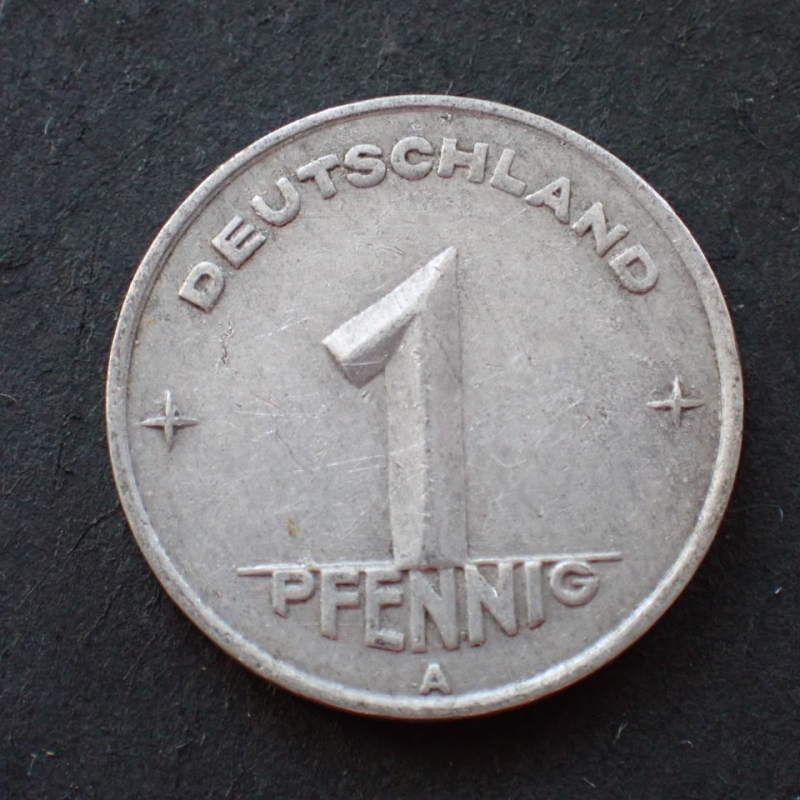 DEUTSCHLAND
1
PFENNIG
A